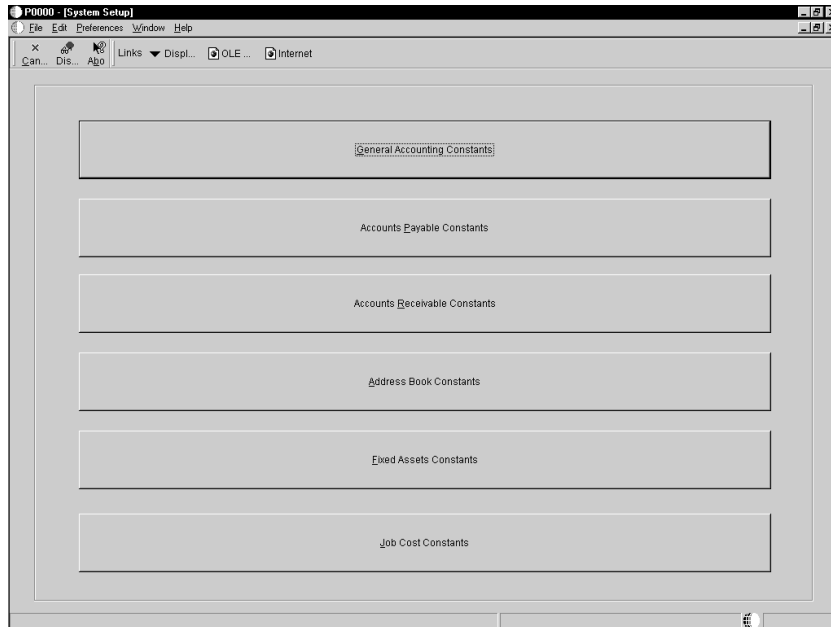 P0000 - [System Setup]
File Edit Preferences Window Help
Can... Dis... Abo Links Displ... OLE ... Internet
General Accounting Constants
Accounts Payable Constants
Accounts Receivable Constants
Address Book Constants
Fixed Assets Constants
Job Cost Constants